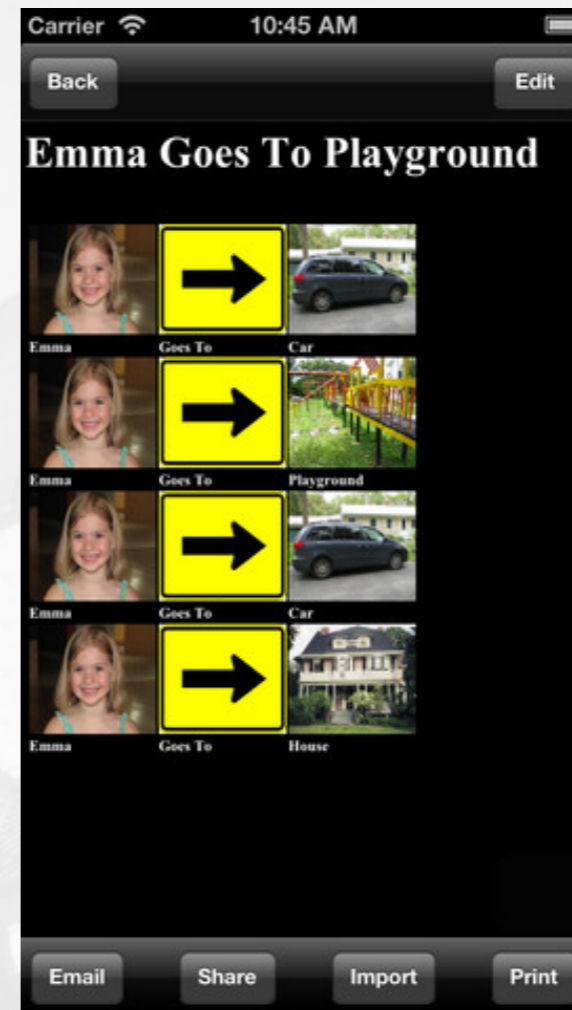 Carrier 10:45 AM
Back Edit
Emma Goes To Playground
Emma Goes To Car
Emma Goes To Playground
Emma Goes To Car
Emma Goes To House
Email Share Import Print